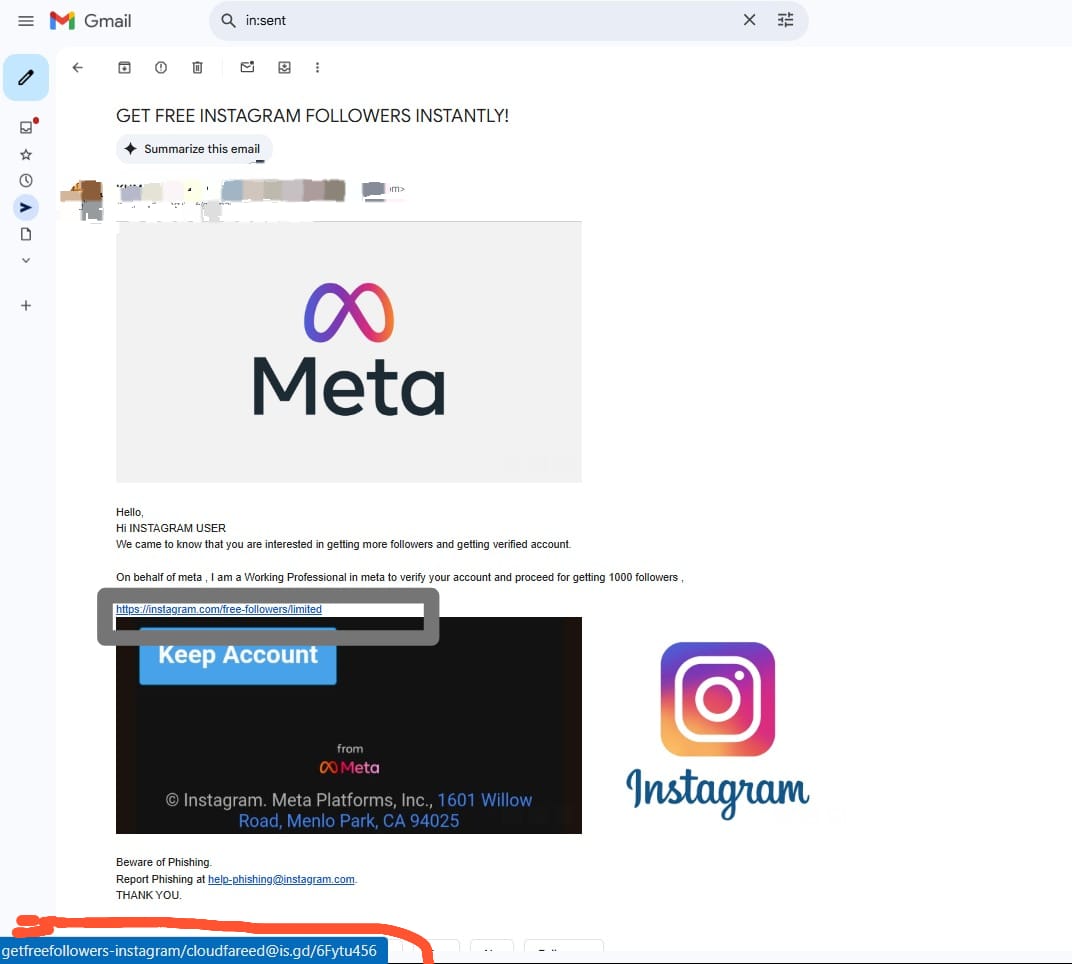 Gmail
in:sent
GET FREE INSTAGRAM FOLLOWERS INSTANTLY!
Summarize this email
Meta
Hello,
Hi INSTAGRAM USER
We came to know that you are interested in getting more followers and getting verified account.
On behalf of meta , I am a Working Professional in meta to verify your account and proceed for getting 1000 followers ,
https://instagram.com/free-followers/limited
Keep Account
from
Meta
© Instagram. Meta Platforms, Inc., 1601 Willow
Road, Menlo Park, CA 94025
Instagram
Beware of Phishing.
Report Phishing at help-phishing@instagram.com.
THANK YOU.
getfreefollowers-instagram/cloudfareed@is.gd/6Fytu456